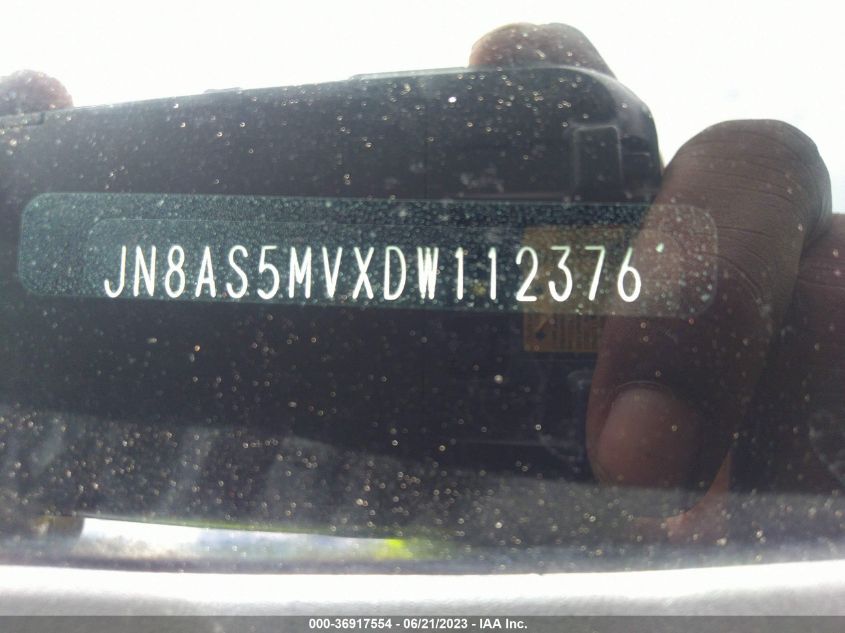 JN8AS5MVXDW112376
000-36917554 - 06/21/2023 - IAA Inc.